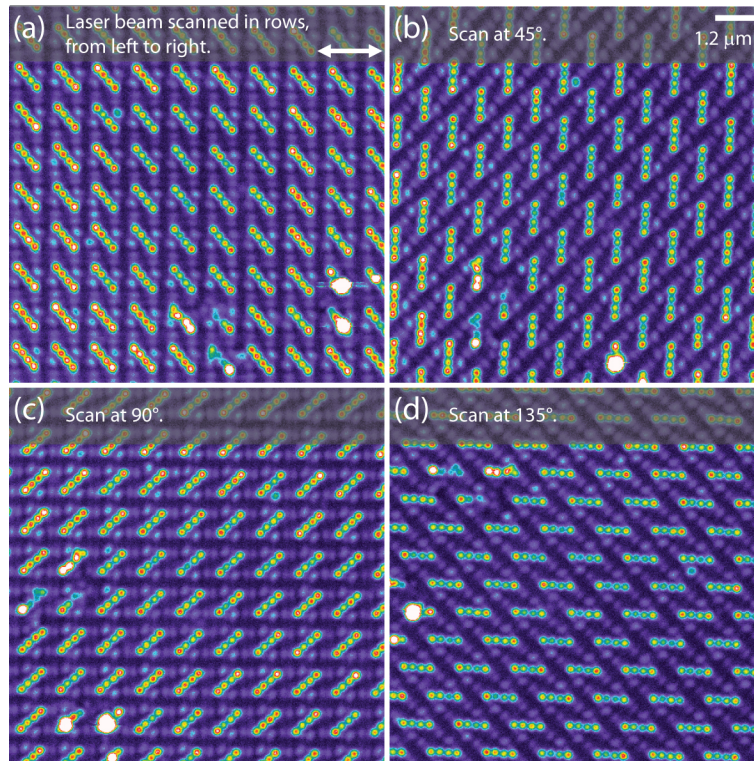 (a)
Laser beam scanned in rows,
from left to right.
(b)
Scan at 45°.
1.2 μm
(c)
Scan at 90°.
(d)
Scan at 135°.